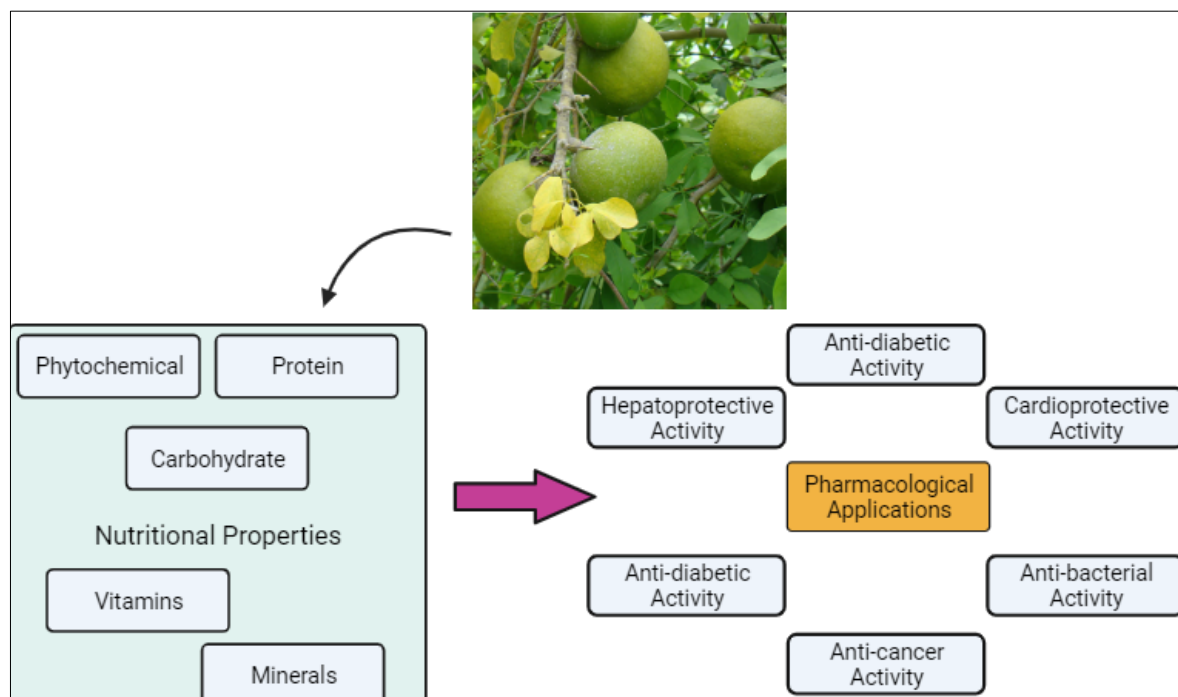 Phytochemical
Protein
Carbohydrate
Nutritional Properties
Vitamins
Minerals
Anti-diabetic
Activity
Hepatoprotective
Activity
Cardioprotective
Activity
Pharmacological
Applications
Anti-diabetic
Activity
Anti-bacterial
Activity
Anti-cancer
Activity